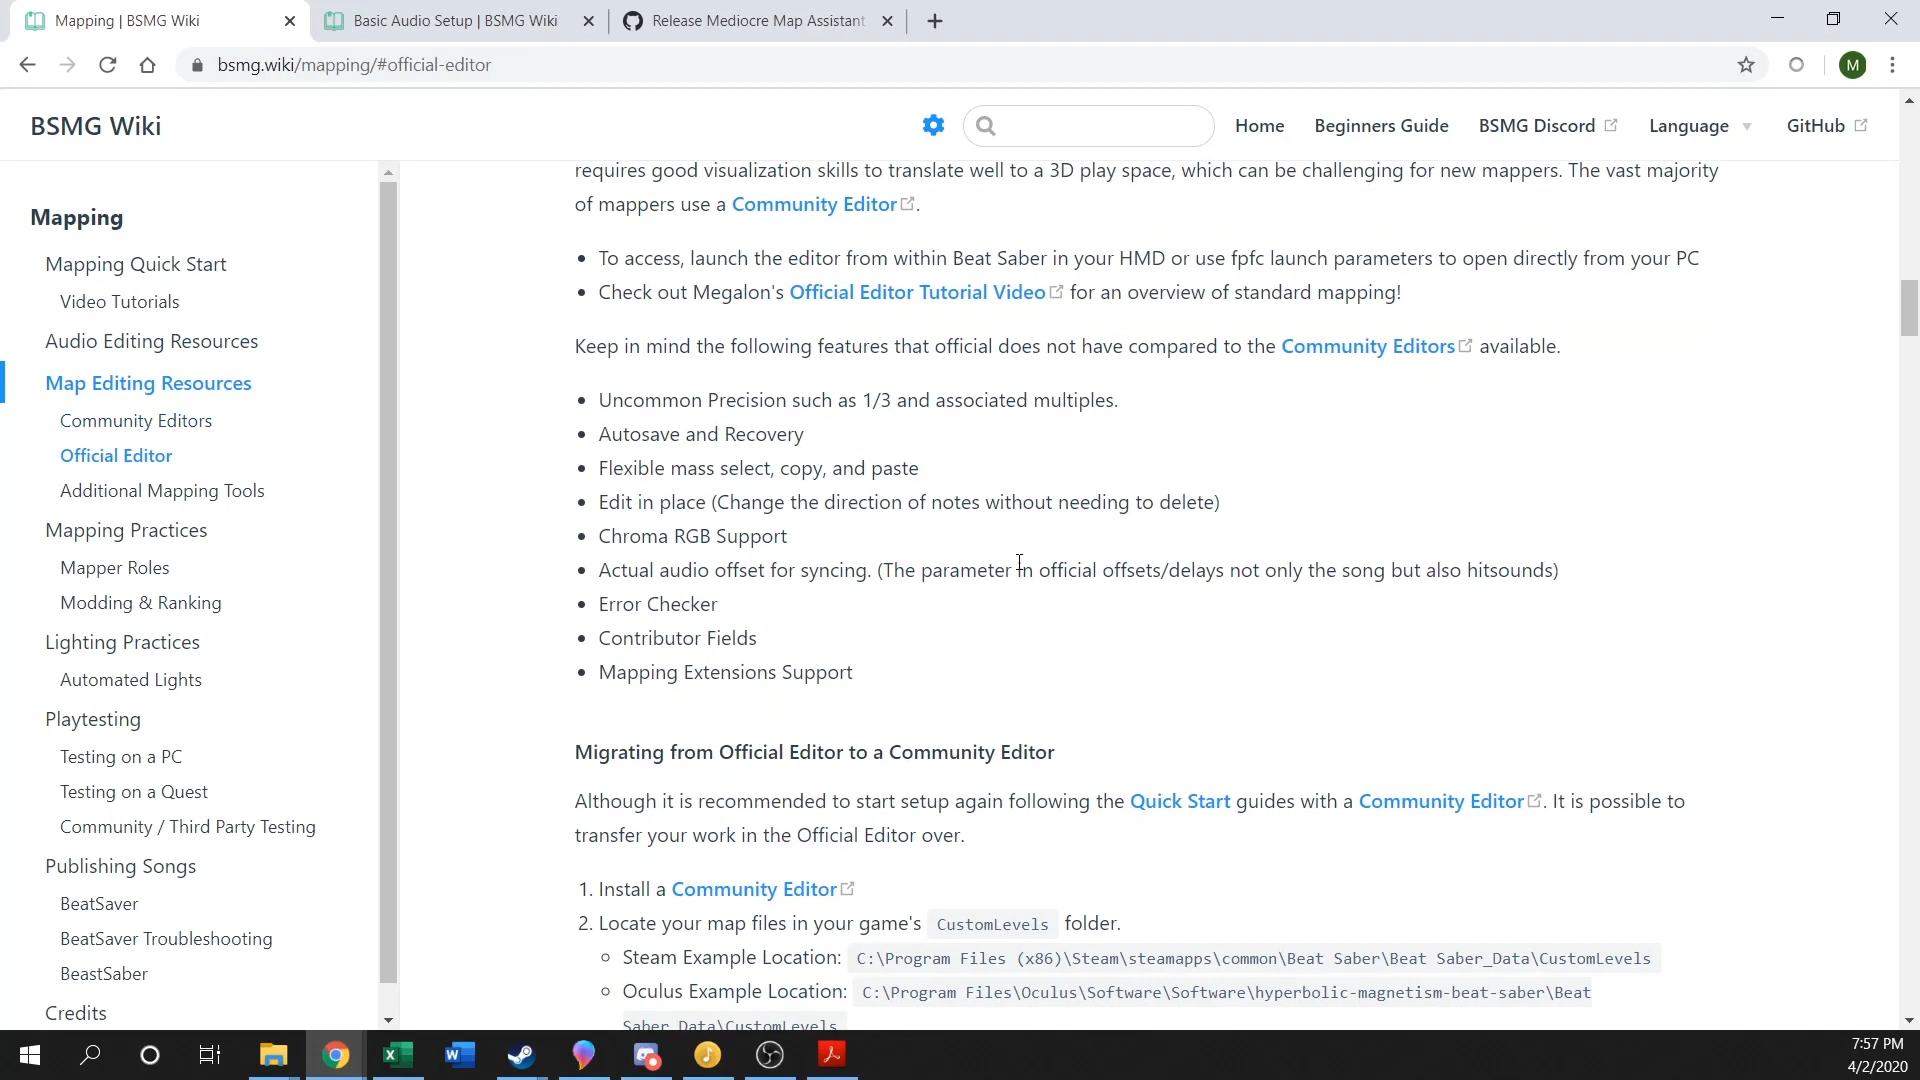 Mapping | BSMG Wiki
Basic Audio Setup | BSMG Wiki
Release Mediocre Map Assistant
bsmg.wiki/mapping/#official-editor
M
BSMG Wiki
Home
Beginners Guide
BSMG Discord
Language
GitHub
Mapping
Mapping Quick Start
Video Tutorials
Audio Editing Resources
Map Editing Resources
Community Editors
Official Editor
Additional Mapping Tools
Mapping Practices
Mapper Roles
Modding & Ranking
Lighting Practices
Automated Lights
Playtesting
Testing on a PC
Testing on a Quest
Community / Third Party Testing
Publishing Songs
BeatSaver
BeatSaver Troubleshooting
BeastSaber
Credits
requires good visualization skills to translate well to a 3D play space, which can be challenging for new mappers. The vast majority
of mappers use a Community Editor.
• To access, launch the editor from within Beat Saber in your HMD or use fpfc launch parameters to open directly from your PC
• Check out Megalon's Official Editor Tutorial Video for an overview of standard mapping!
Keep in mind the following features that official does not have compared to the Community Editors available.
• Uncommon Precision such as 1/3 and associated multiples.
• Autosave and Recovery
• Flexible mass select, copy, and paste
• Edit in place (Change the direction of notes without needing to delete)
• Chroma RGB Support
• Actual audio offset for syncing. (The parameter in official offsets/delays not only the song but also hitsounds)
• Error Checker
• Contributor Fields
• Mapping Extensions Support
Migrating from Official Editor to a Community Editor
Although it is recommended to start setup again following the Quick Start guides with a Community Editor. It is possible to
transfer your work in the Official Editor over.
1. Install a Community Editor
2. Locate your map files in your game's CustomLevels folder.
○ Steam Example Location: C:\Program Files (x86)\Steam\steamapps\common\Beat Saber\Beat Saber_Data\CustomLevels
○ Oculus Example Location: C:\Program Files\Oculus\Software\Software\hyperbolic-magnetism-beat-saber\Beat
Saber_Data\CustomLevels
7:57 PM
4/2/2020